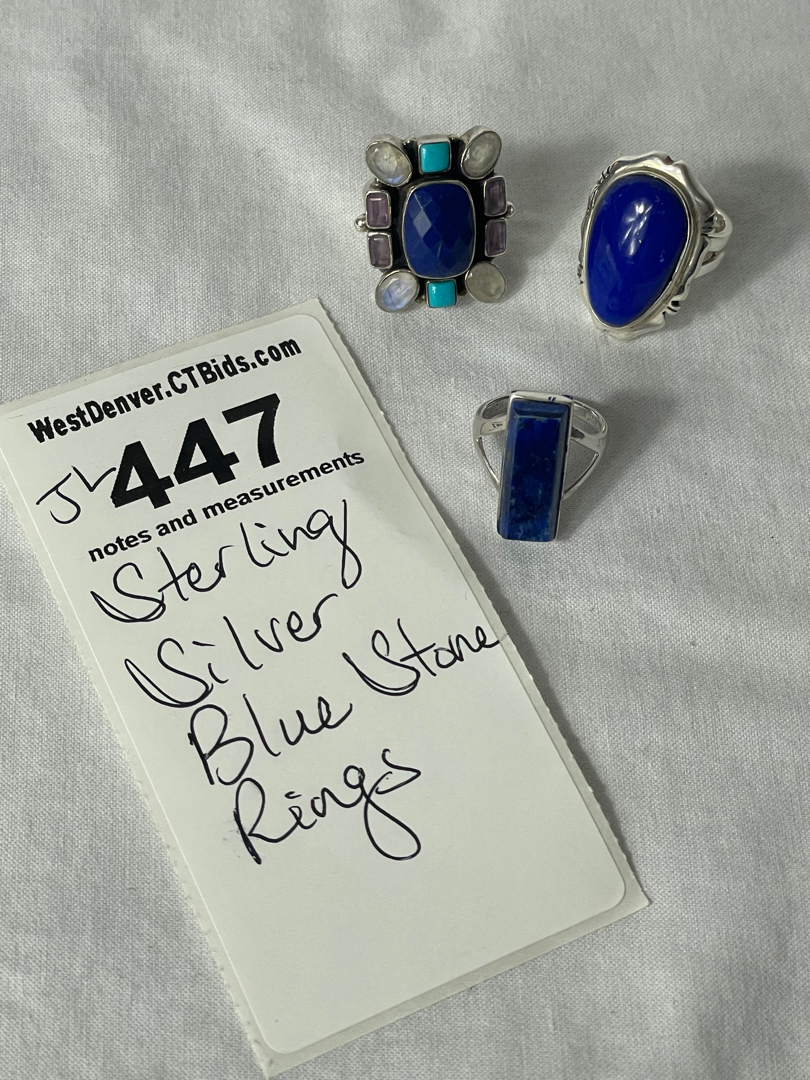 WestDenver.CTBids.com
JL 447
notes and measurements
Sterling
Silver
Blue Stone
Rings